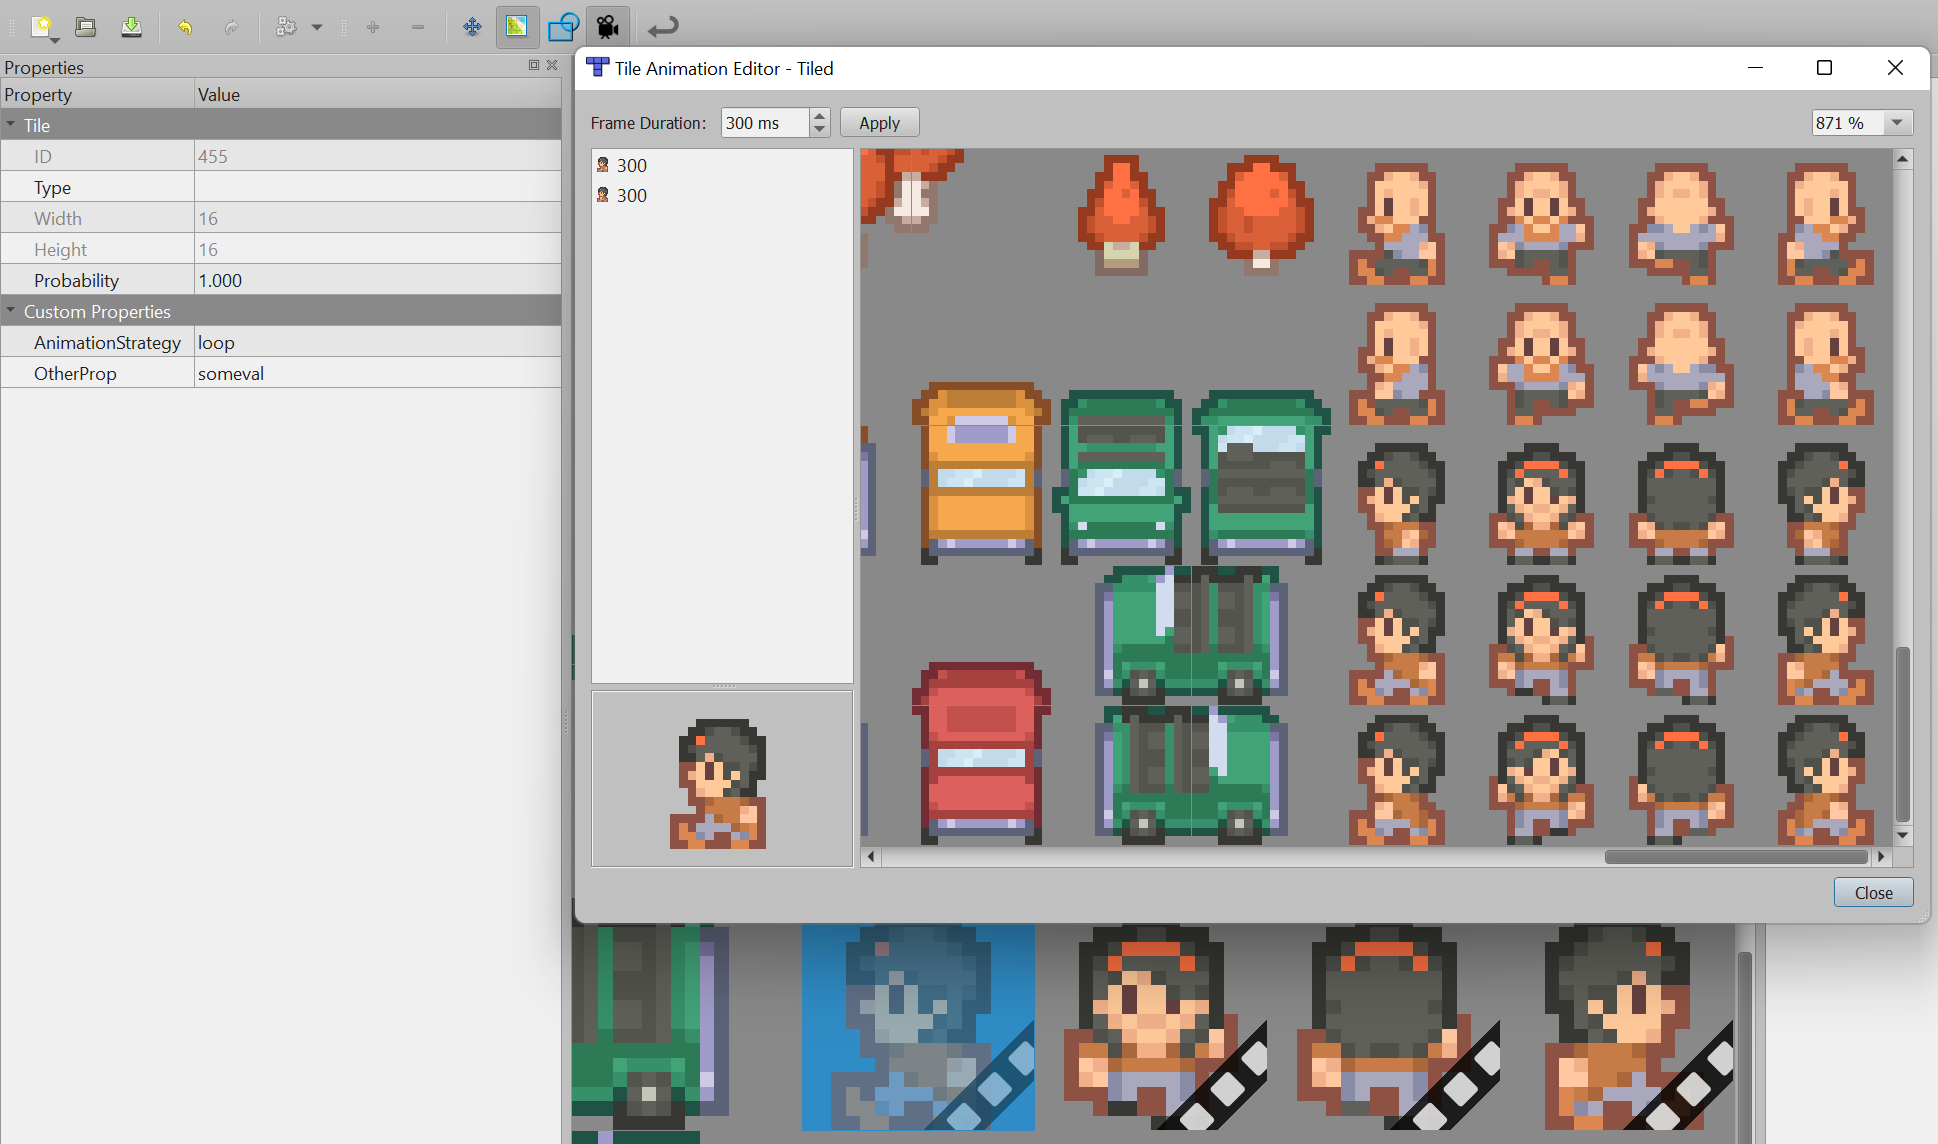 Properties
Property Value
Tile
ID 455
Type
Width 16
Height 16
Probability 1.000
Custom Properties
AnimationStrategy loop
OtherProp someval
Tile Animation Editor - Tiled
Frame Duration: 300 ms Apply 871 %
300
300
Close